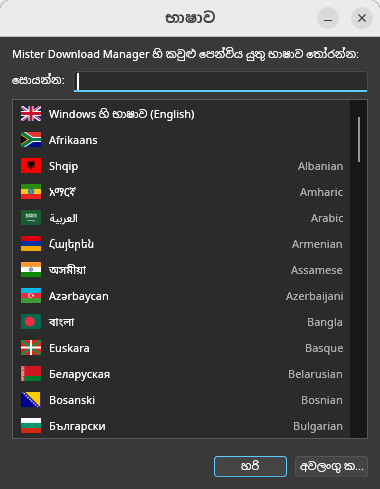 භාෂාව
Mister Download Manager හි කවුළු පෙන්විය යුතු භාෂාව තෝරන්න:
සොයන්න:
Windows හි භාෂාව (English)
Afrikaans
Shqip Albanian
አማርኛ Amharic
العربية Arabic
Հայերեն Armenian
অসমীয়া Assamese
Azərbaycan Azerbaijani
বাংলা Bangla
Euskara Basque
Беларуская Belarusian
Bosanski Bosnian
Български Bulgarian
හරි අවලංගු ක...